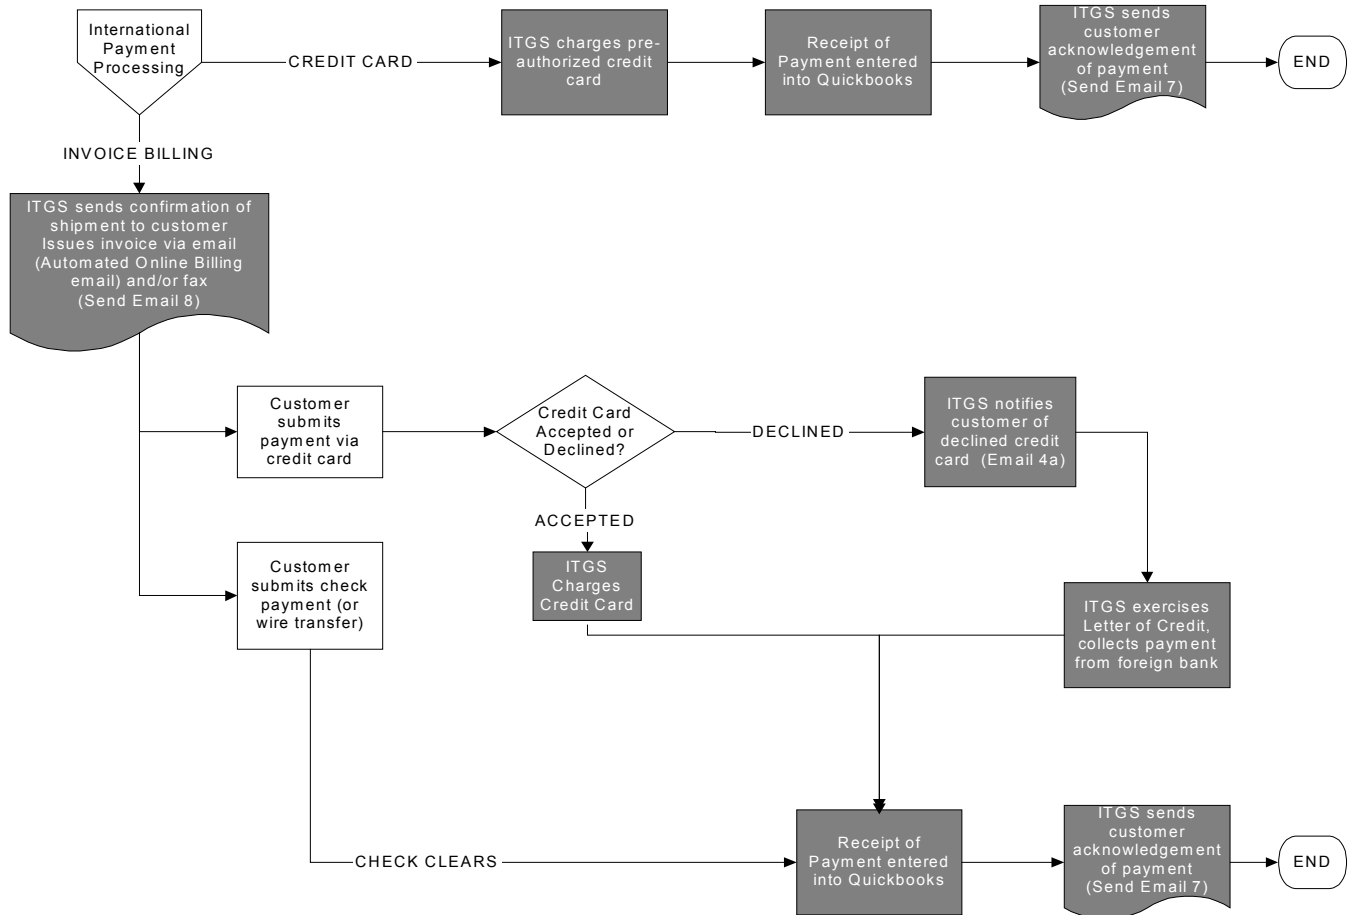 International
Payment
Processing
CREDIT CARD
ITGS charges pre-
authorized credit
card
Receipt of
Payment entered
into Quickbooks
ITGS sends
customer
acknowledgement
of payment
(Send Email 7)
END
INVOICE BILLING
ITGS sends confirmation of
shipment to customer
Issues invoice via email
(Automated Online Billing
email) and/or fax
(Send Email 8)
Customer
submits
payment via
credit card
Credit Card
Accepted or
Declined?
DECLINED
ITGS notifies
customer of
declined credit
card (Email 4a)
ACCEPTED
ITGS
Charges
Credit Card
Customer
submits check
payment (or
wire transfer)
ITGS exercises
Letter of Credit,
collects payment
from foreign bank
CHECK CLEARS
Receipt of
Payment entered
into Quickbooks
ITGS sends
customer
acknowledgement
of payment
(Send Email 7)
END